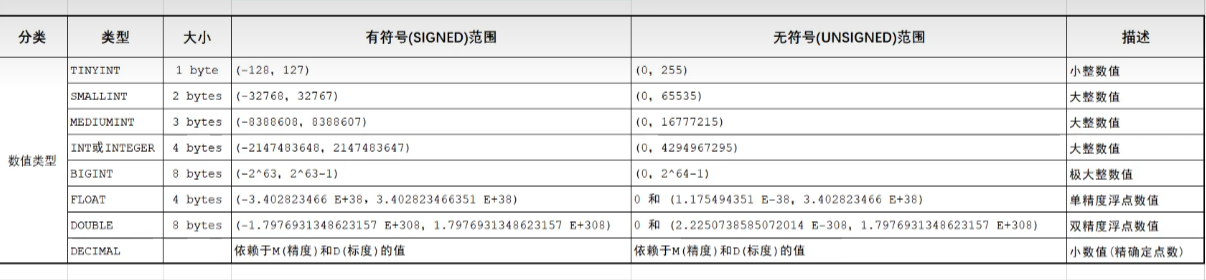 分类 类型 大小 有符号(SIGNED)范围 无符号(UNSIGNED)范围 描述
数值类型
TINYINT 1 byte (-128, 127) (0, 255) 小整数值
SMALLINT 2 bytes (-32768, 32767) (0, 65535) 大整数值
MEDIUMINT 3 bytes (-8388608, 8388607) (0, 16777215) 大整数值
INT或INTEGER 4 bytes (-2147483648, 2147483647) (0, 4294967295) 大整数值
BIGINT 8 bytes (-2^63, 2^63-1) (0, 2^64-1) 极大整数值
FLOAT 4 bytes (-3.402823466 E+38, 3.402823466351 E+38) 0 和 (1.175494351 E-38, 3.402823466 E+38) 单精度浮点数值
DOUBLE 8 bytes (-1.7976931348623157 E+308, 1.7976931348623157 E+308) 0 和 (2.2250738585072014 E-308, 1.7976931348623157 E+308) 双精度浮点数值
DECIMAL 依赖于M(精度)和D(标度)的值 依赖于M(精度)和D(标度)的值 小数值(精确定点数)